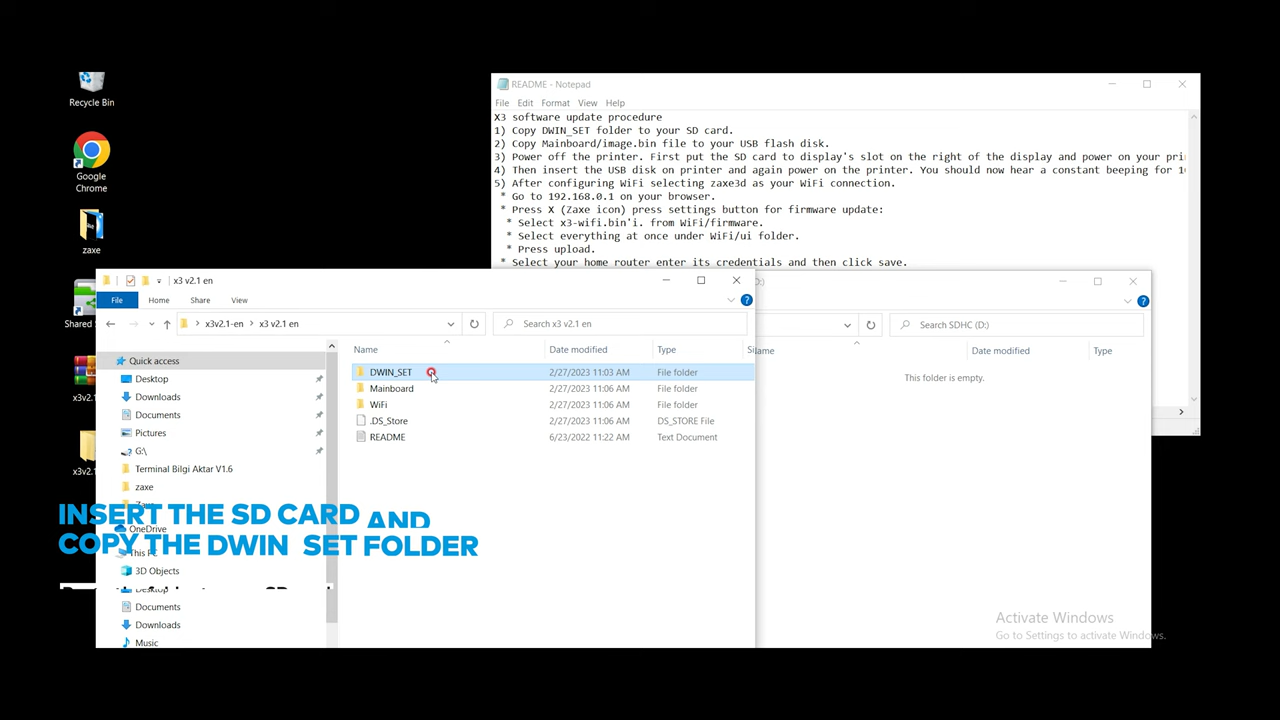 Recycle Bin
Google
Chrome
zaxe
Shared
x3v2.1
README - Notepad
File Edit Format View Help
X3 software update procedure
1) Copy DWIN_SET folder to your SD card.
2) Copy Mainboard/image.bin file to your USB flash disk.
3) Power off the printer. First put the SD card to display's slot on the right of the display and power on your
4) Then insert the USB disk on printer and again power on the printer. You should now hear a constant beeping for
5) After configuring WiFi selecting zaxe3d as your WiFi connection.
* Go to 192.168.0.1 on your browser.
* Press X (Zaxe icon) press settings button for firmware update:
* Select x3-wifi.bin'i. from WiFi/firmware.
* Select everything at once under WiFi/ui folder.
* Press upload.
* Select your home router enter its credentials and then click save.
x3 v2.1 en
File Home Share View
x3v2.1-en > x3 v2.1 en
Search x3 v2.1 en
Quick access
Desktop
Downloads
Documents
Pictures
G:\
Terminal Bilgi Aktar V1.6
zaxe
OneDrive
This PC
3D Objects
Desktop
Documents
Downloads
Music
Name Date modified Type
DWIN_SET 2/27/2023 11:03 AM File folder
Mainboard 2/27/2023 11:06 AM File folder
WiFi 2/27/2023 11:06 AM File folder
.DS_Store 2/27/2023 11:06 AM DS_STORE File
README 6/23/2022 11:22 AM Text Document
Search SDHC (D:)
Name Date modified Type
This folder is empty.
INSERT THE SD CARD AND
COPY THE DWIN SET FOLDER
Activate Windows
Go to Settings to activate Windows.